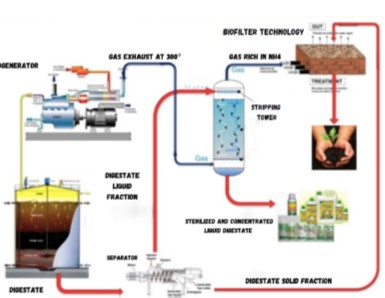 BIOFILTER TECHNOLOGY
OUT
OGENERATOR
GAS EXHAUST AT 300°
GAS RICH IN NH4
Gas
TREATMENT
STRIPPING
TOWER
Gas
DIGESTATE
LIQUID
FRACTION
STERILIZED AND CONCENTRATED
LIQUID DIGESTATE
SEPARATOR
DIGESTATE
DIGESTATE SOLID FRACTION